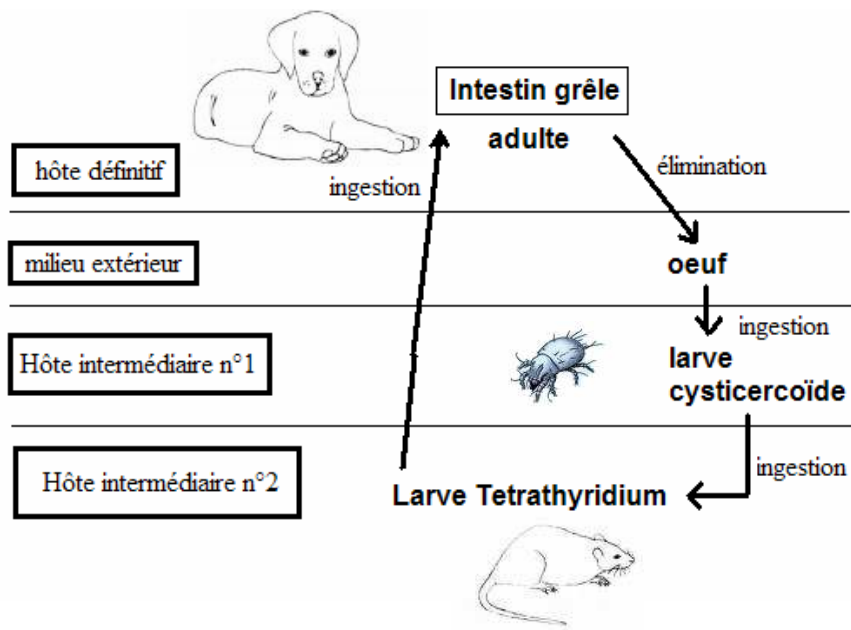 Intestin grêle
adulte
hôte définitif
ingestion
élimination
milieu extérieur
oeuf
ingestion
Hôte intermédiaire n°1
larve
cysticercoïde
ingestion
Hôte intermédiaire n°2
Larve Tetrathyridium